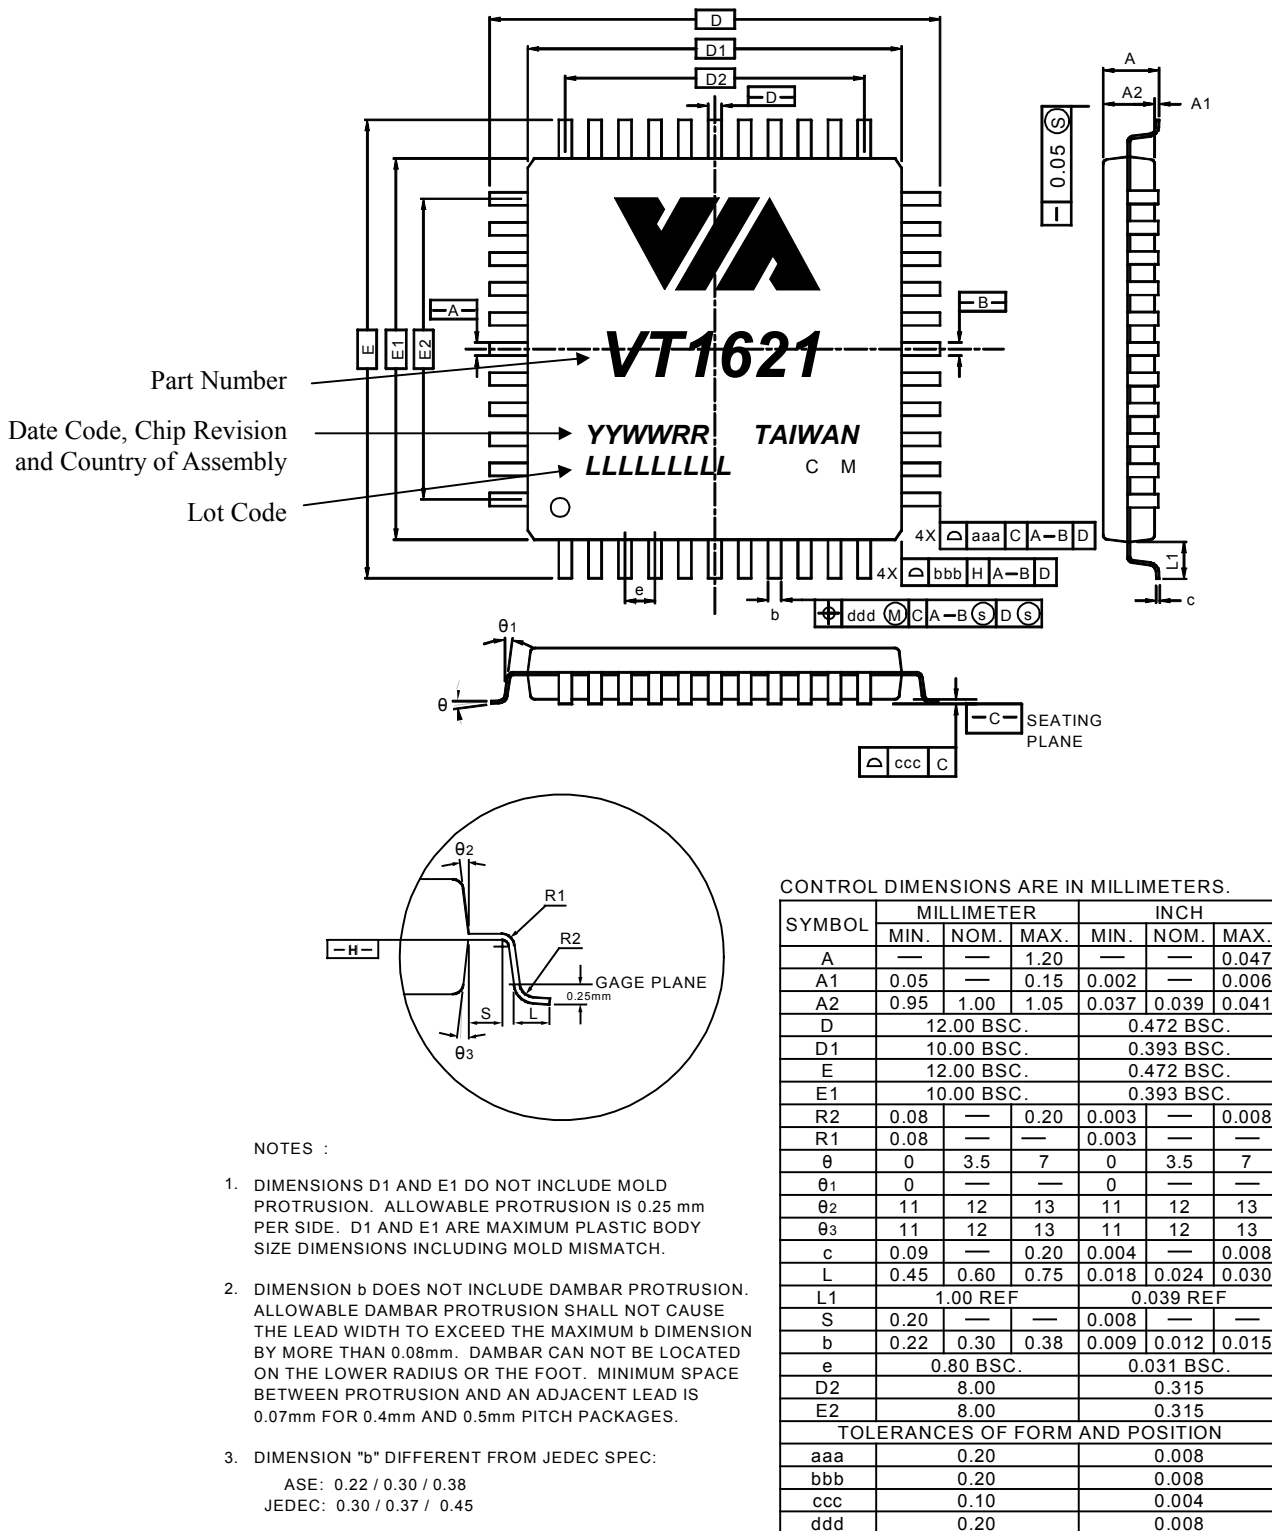 D
D1
D2
D
A
A2
A1
0.05 S
E
E1
E2
A
B
VIA
VT1621
Part Number
Date Code, Chip Revision
and Country of Assembly
YYWWRR TAIWAN
LLLLLLLLL C M
Lot Code
4X aaa C A–B D
4X bbb H A–B D
ddd M C A–B S D S
e
b
L1
c
θ1
θ
C
SEATING
PLANE
ccc C
θ2
R1
R2
H
GAGE PLANE
0.25mm
S
L
θ3
CONTROL DIMENSIONS ARE IN MILLIMETERS.
SYMBOL MILLIMETER INCH
MIN. NOM. MAX. MIN. NOM. MAX.
A — — 1.20 — — 0.047
A1 0.05 — 0.15 0.002 — 0.006
A2 0.95 1.00 1.05 0.037 0.039 0.041
D 12.00 BSC. 0.472 BSC.
D1 10.00 BSC. 0.393 BSC.
E 12.00 BSC. 0.472 BSC.
E1 10.00 BSC. 0.393 BSC.
R2 0.08 — 0.20 0.003 — 0.008
R1 0.08 — — 0.003 — —
θ 0 3.5 7 0 3.5 7
θ1 0 — — 0 — —
θ2 11 12 13 11 12 13
θ3 11 12 13 11 12 13
c 0.09 — 0.20 0.004 — 0.008
L 0.45 0.60 0.75 0.018 0.024 0.030
L1 1.00 REF 0.039 REF
S 0.20 — — 0.008 — —
b 0.22 0.30 0.38 0.009 0.012 0.015
e 0.80 BSC. 0.031 BSC.
D2 8.00 0.315
E2 8.00 0.315
TOLERANCES OF FORM AND POSITION
aaa 0.20 0.008
bbb 0.20 0.008
ccc 0.10 0.004
ddd 0.20 0.008
NOTES :
1. DIMENSIONS D1 AND E1 DO NOT INCLUDE MOLD
PROTRUSION. ALLOWABLE PROTRUSION IS 0.25 mm
PER SIDE. D1 AND E1 ARE MAXIMUM PLASTIC BODY
SIZE DIMENSIONS INCLUDING MOLD MISMATCH.
2. DIMENSION b DOES NOT INCLUDE DAMBAR PROTRUSION.
ALLOWABLE DAMBAR PROTRUSION SHALL NOT CAUSE
THE LEAD WIDTH TO EXCEED THE MAXIMUM b DIMENSION
BY MORE THAN 0.08mm. DAMBAR CAN NOT BE LOCATED
ON THE LOWER RADIUS OR THE FOOT. MINIMUM SPACE
BETWEEN PROTRUSION AND AN ADJACENT LEAD IS
0.07mm FOR 0.4mm AND 0.5mm PITCH PACKAGES.
3. DIMENSION "b" DIFFERENT FROM JEDEC SPEC:
ASE: 0.22 / 0.30 / 0.38
JEDEC: 0.30 / 0.37 / 0.45